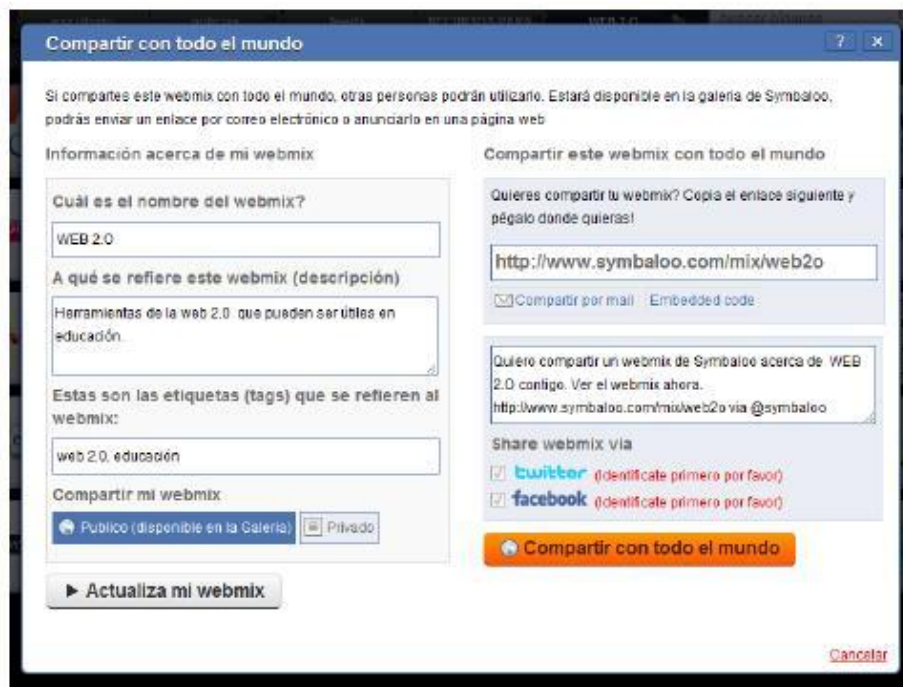 Compartir con todo el mundo
?
x
Si compartes este webmix con todo el mundo, otras personas podrán utilizarlo. Estará disponible en la galeria de Symbaloo,
podrás enviar un enlace por correo electrónico o anunciarlo en una página web
Información acerca de mi webmix
Cuál es el nombre del webmix?
WEB 2.0
A qué se refiere este webmix (descripción)
Herramientas de la web 2.0. que pueden ser útiles en
educación.
Estas son las etiquetas (tags) que se refieren al
webmix:
web 2.0, educación
Compartir mi webmix
Publico (disponible en la Galería)
Privado
Actualiza mi webmix
Compartir este webmix con todo el mundo
Quieres compartir tu webmix? Copia el enlace siguiente y
pégalo donde quieras!
http://www.symbaloo.com/mix/web2o
Compartir por mail Embedded code
Quiero compartir un webmix de Symbaloo acerca de WEB
2.0 contigo. Ver el webmix ahora.
http://www.symbaloo.com/mix/web2o via @symbaloo
Share webmix via
twitter (Identifícate primero por favor)
facebook (Identifícate primero por favor)
Compartir con todo el mundo
Cancelar